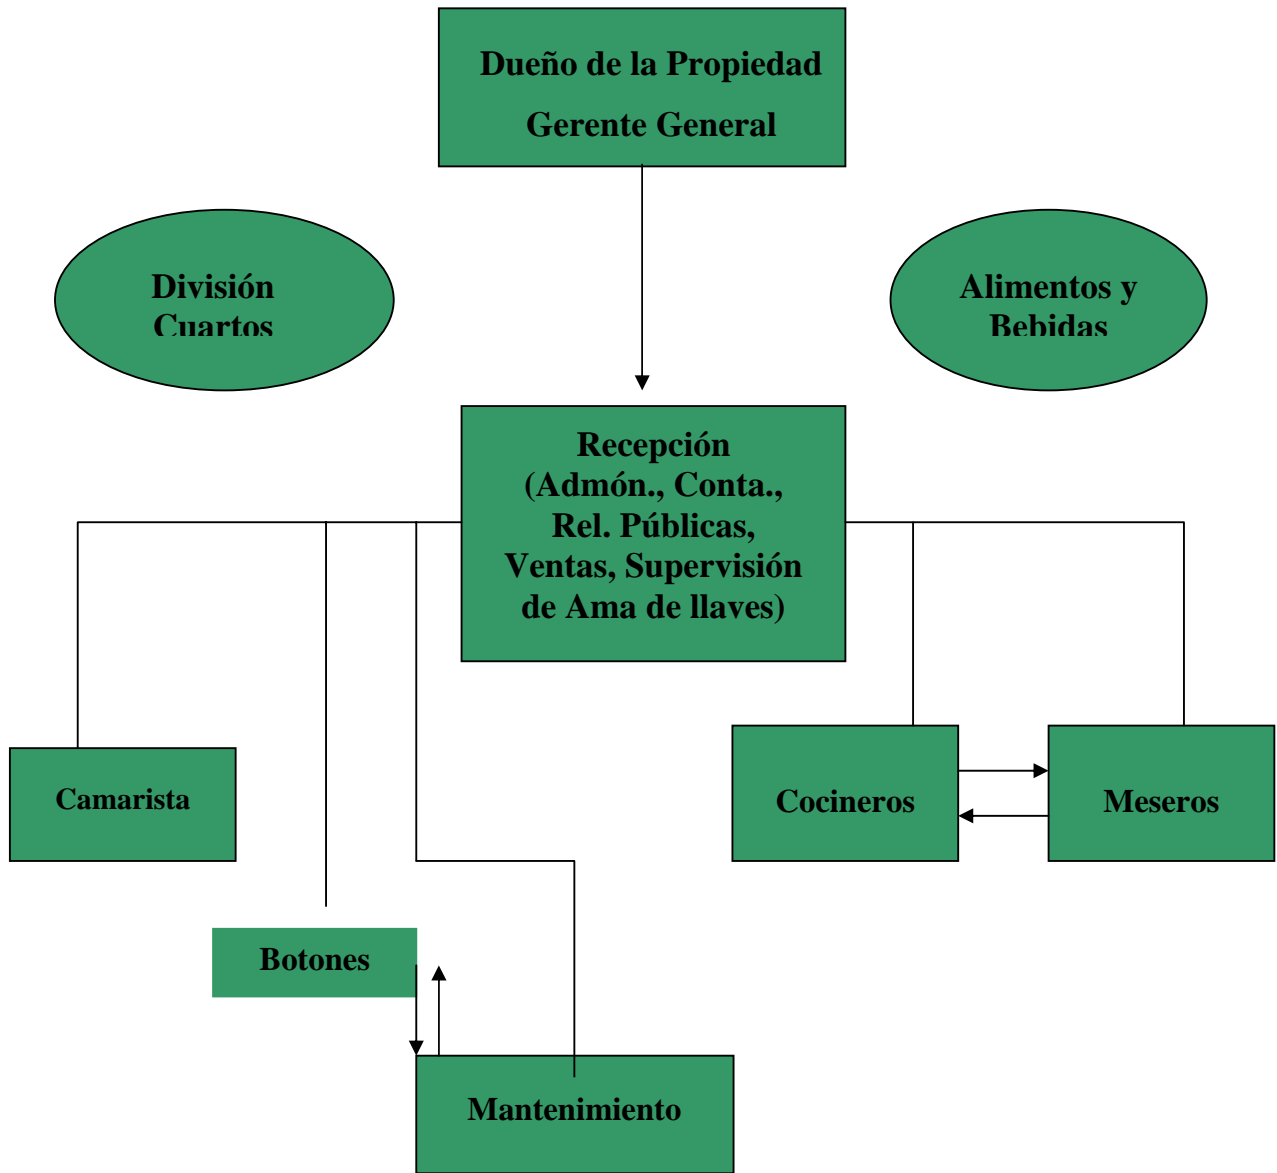 Dueño de la Propiedad
Gerente General
División
Cuartos
Alimentos y
Bebidas
Recepción
(Admón., Conta.,
Rel. Públicas,
Ventas, Supervisión
de Ama de llaves)
Camarista
Cocineros
Meseros
Botones
Mantenimiento